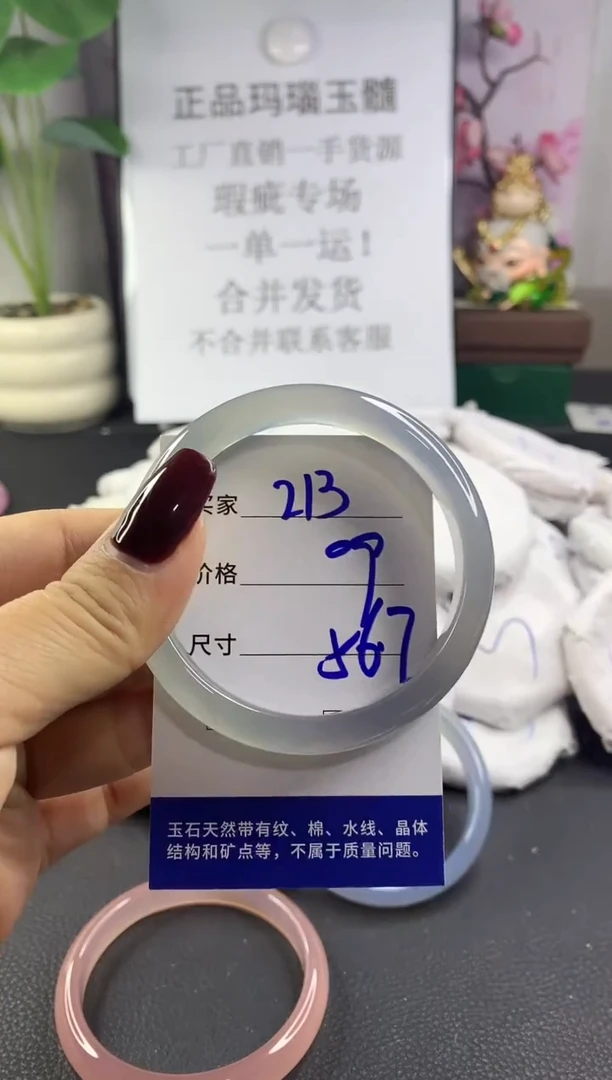 正品玛瑙玉髓
工厂直销一手货源
瑕疵专场
一单一运！
合并发货
不合并联系客服
买家 213
价格
尺寸 567
玉石天然带有纹、棉、水线、晶体
结构和矿点等，不属于质量问题。